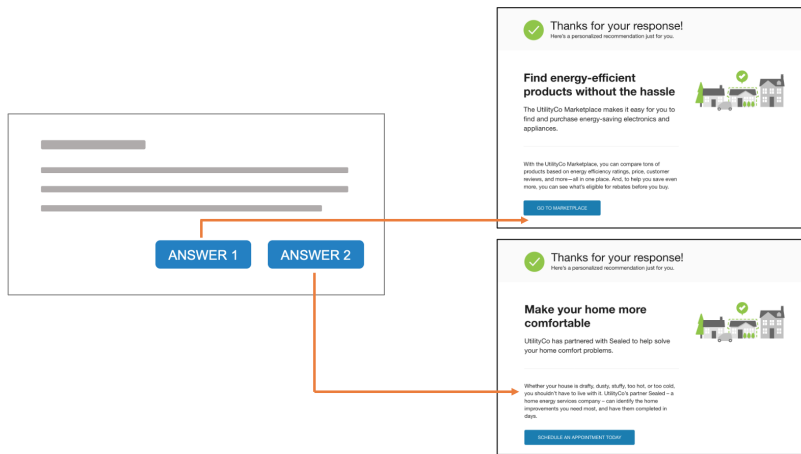 Thanks for your response!
Here's a personalized recommendation just for you.
Find energy-efficient
products without the hassle
The UtilityCo Marketplace makes it easy for you to
find and purchase energy-saving electronics and
appliances.
With the UtilityCo Marketplace, you can compare tons of
products based on energy efficiency ratings, price, customer
reviews, and more—all in one place. And, to help you save even
more, you can see what's eligible for rebates before you buy.
GO TO MARKETPLACE
ANSWER 1
ANSWER 2
Thanks for your response!
Here's a personalized recommendation just for you.
Make your home more
comfortable
UtilityCo has partnered with Sealed to help solve
your home comfort problems.
Whether your house is drafty, dusty, stuffy, too hot, or too cold,
you shouldn't have to live with it. UtilityCo's partner Sealed – a
home energy services company – can identify the home
improvements you need most, and have them completed in
days.
SCHEDULE AN APPOINTMENT TODAY